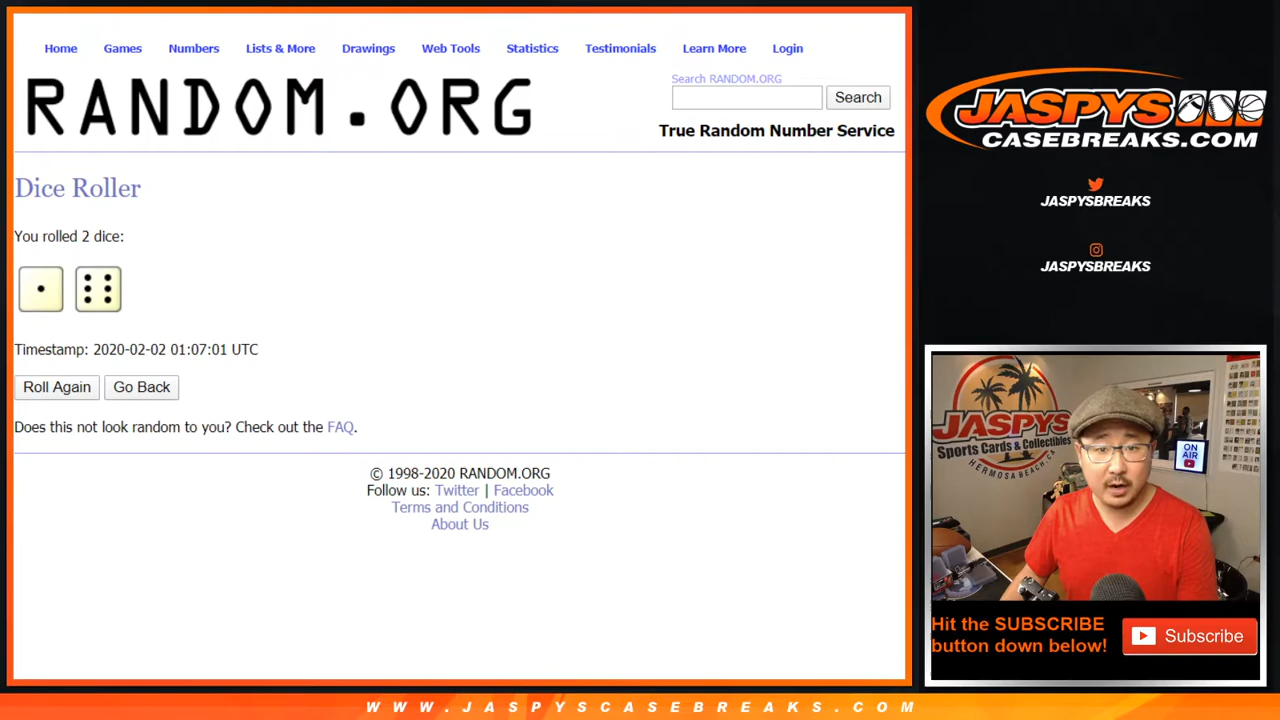 Home Games Numbers Lists & More Drawings Web Tools Statistics Testimonials Learn More Login
RANDOM.ORG
Search RANDOM.ORG
Search
True Random Number Service
Dice Roller
You rolled 2 dice:
Timestamp: 2020-02-02 01:07:01 UTC
Roll Again Go Back
Does this not look random to you? Check out the FAQ.
© 1998-2020 RANDOM.ORG
Follow us: Twitter | Facebook
Terms and Conditions
About Us
JASPYS
CASEBREAKS.COM
JASPYSBREAKS
JASPYSBREAKS
JASPYS
Sports Cards & Collectibles
HERMOSA BEACH, CA
ON
AIR
Hit the SUBSCRIBE
button down below!
Subscribe
WWW.JASPYSCASEBREAKS.COM